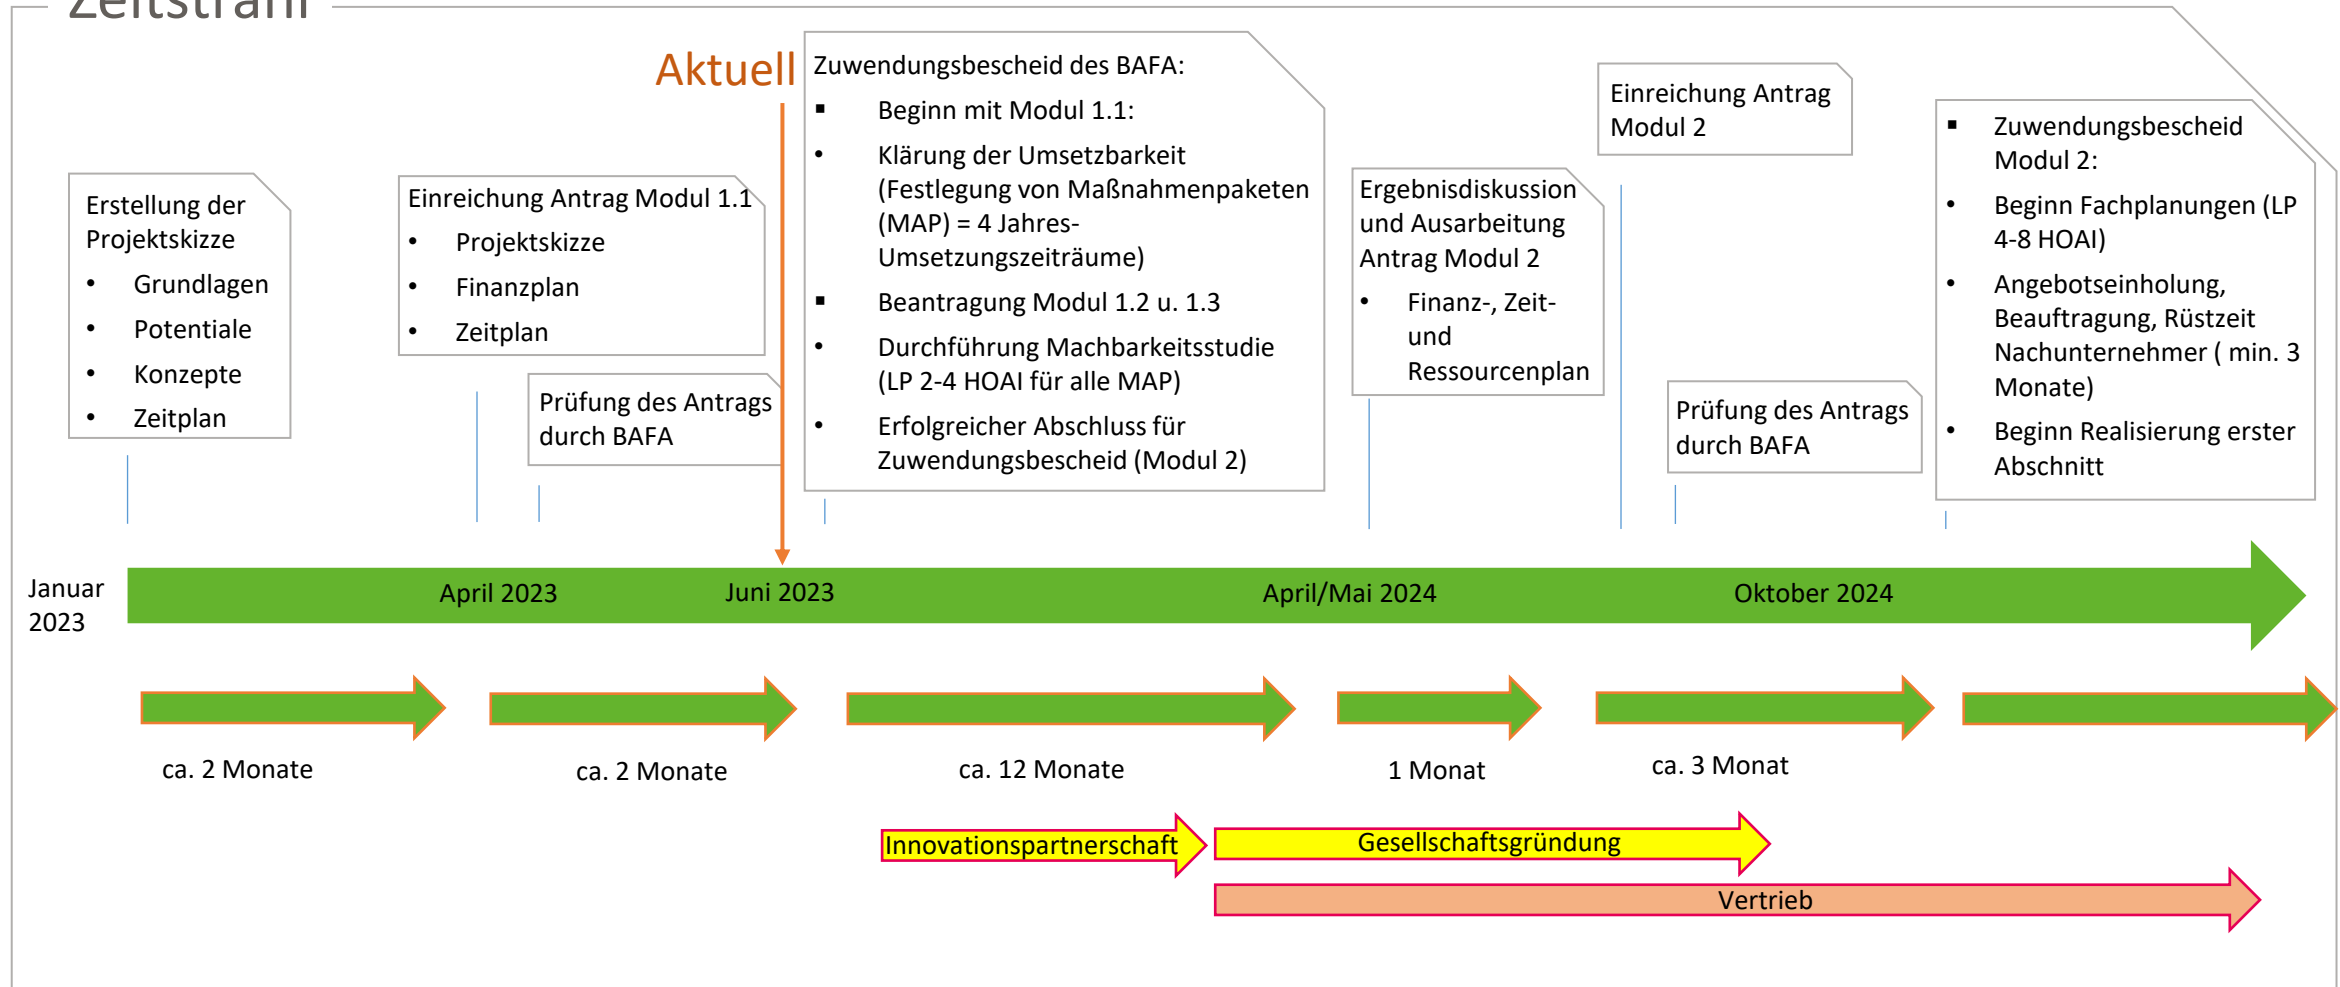 Zeitstrahl
Aktuell
Erstellung der
Projektskizze
• Grundlagen
• Potentiale
• Konzepte
• Zeitplan
Einreichung Antrag Modul 1.1
• Projektskizze
• Finanzplan
• Zeitplan
Prüfung des Antrags
durch BAFA
Zuwendungsbescheid des BAFA:
▪ Beginn mit Modul 1.1:
• Klärung der Umsetzbarkeit
(Festlegung von Maßnahmenpaketen
(MAP) = 4 Jahres-
Umsetzungszeiträume)
▪ Beantragung Modul 1.2 u. 1.3
• Durchführung Machbarkeitsstudie
(LP 2-4 HOAI für alle MAP)
• Erfolgreicher Abschluss für
Zuwendungsbescheid (Modul 2)
Ergebnisdiskussion
und Ausarbeitung
Antrag Modul 2
• Finanz-, Zeit-
und
Ressourcenplan
Einreichung Antrag
Modul 2
Prüfung des Antrags
durch BAFA
▪ Zuwendungsbescheid
Modul 2:
• Beginn Fachplanungen (LP
4-8 HOAI)
• Angebotseinholung,
Beauftragung, Rüstzeit
Nachunternehmer ( min. 3
Monate)
• Beginn Realisierung erster
Abschnitt
Januar
2023
April 2023
Juni 2023
April/Mai 2024
Oktober 2024
ca. 2 Monate
ca. 2 Monate
ca. 12 Monate
1 Monat
ca. 3 Monat
Innovationspartnerschaft
Gesellschaftsgründung
Vertrieb